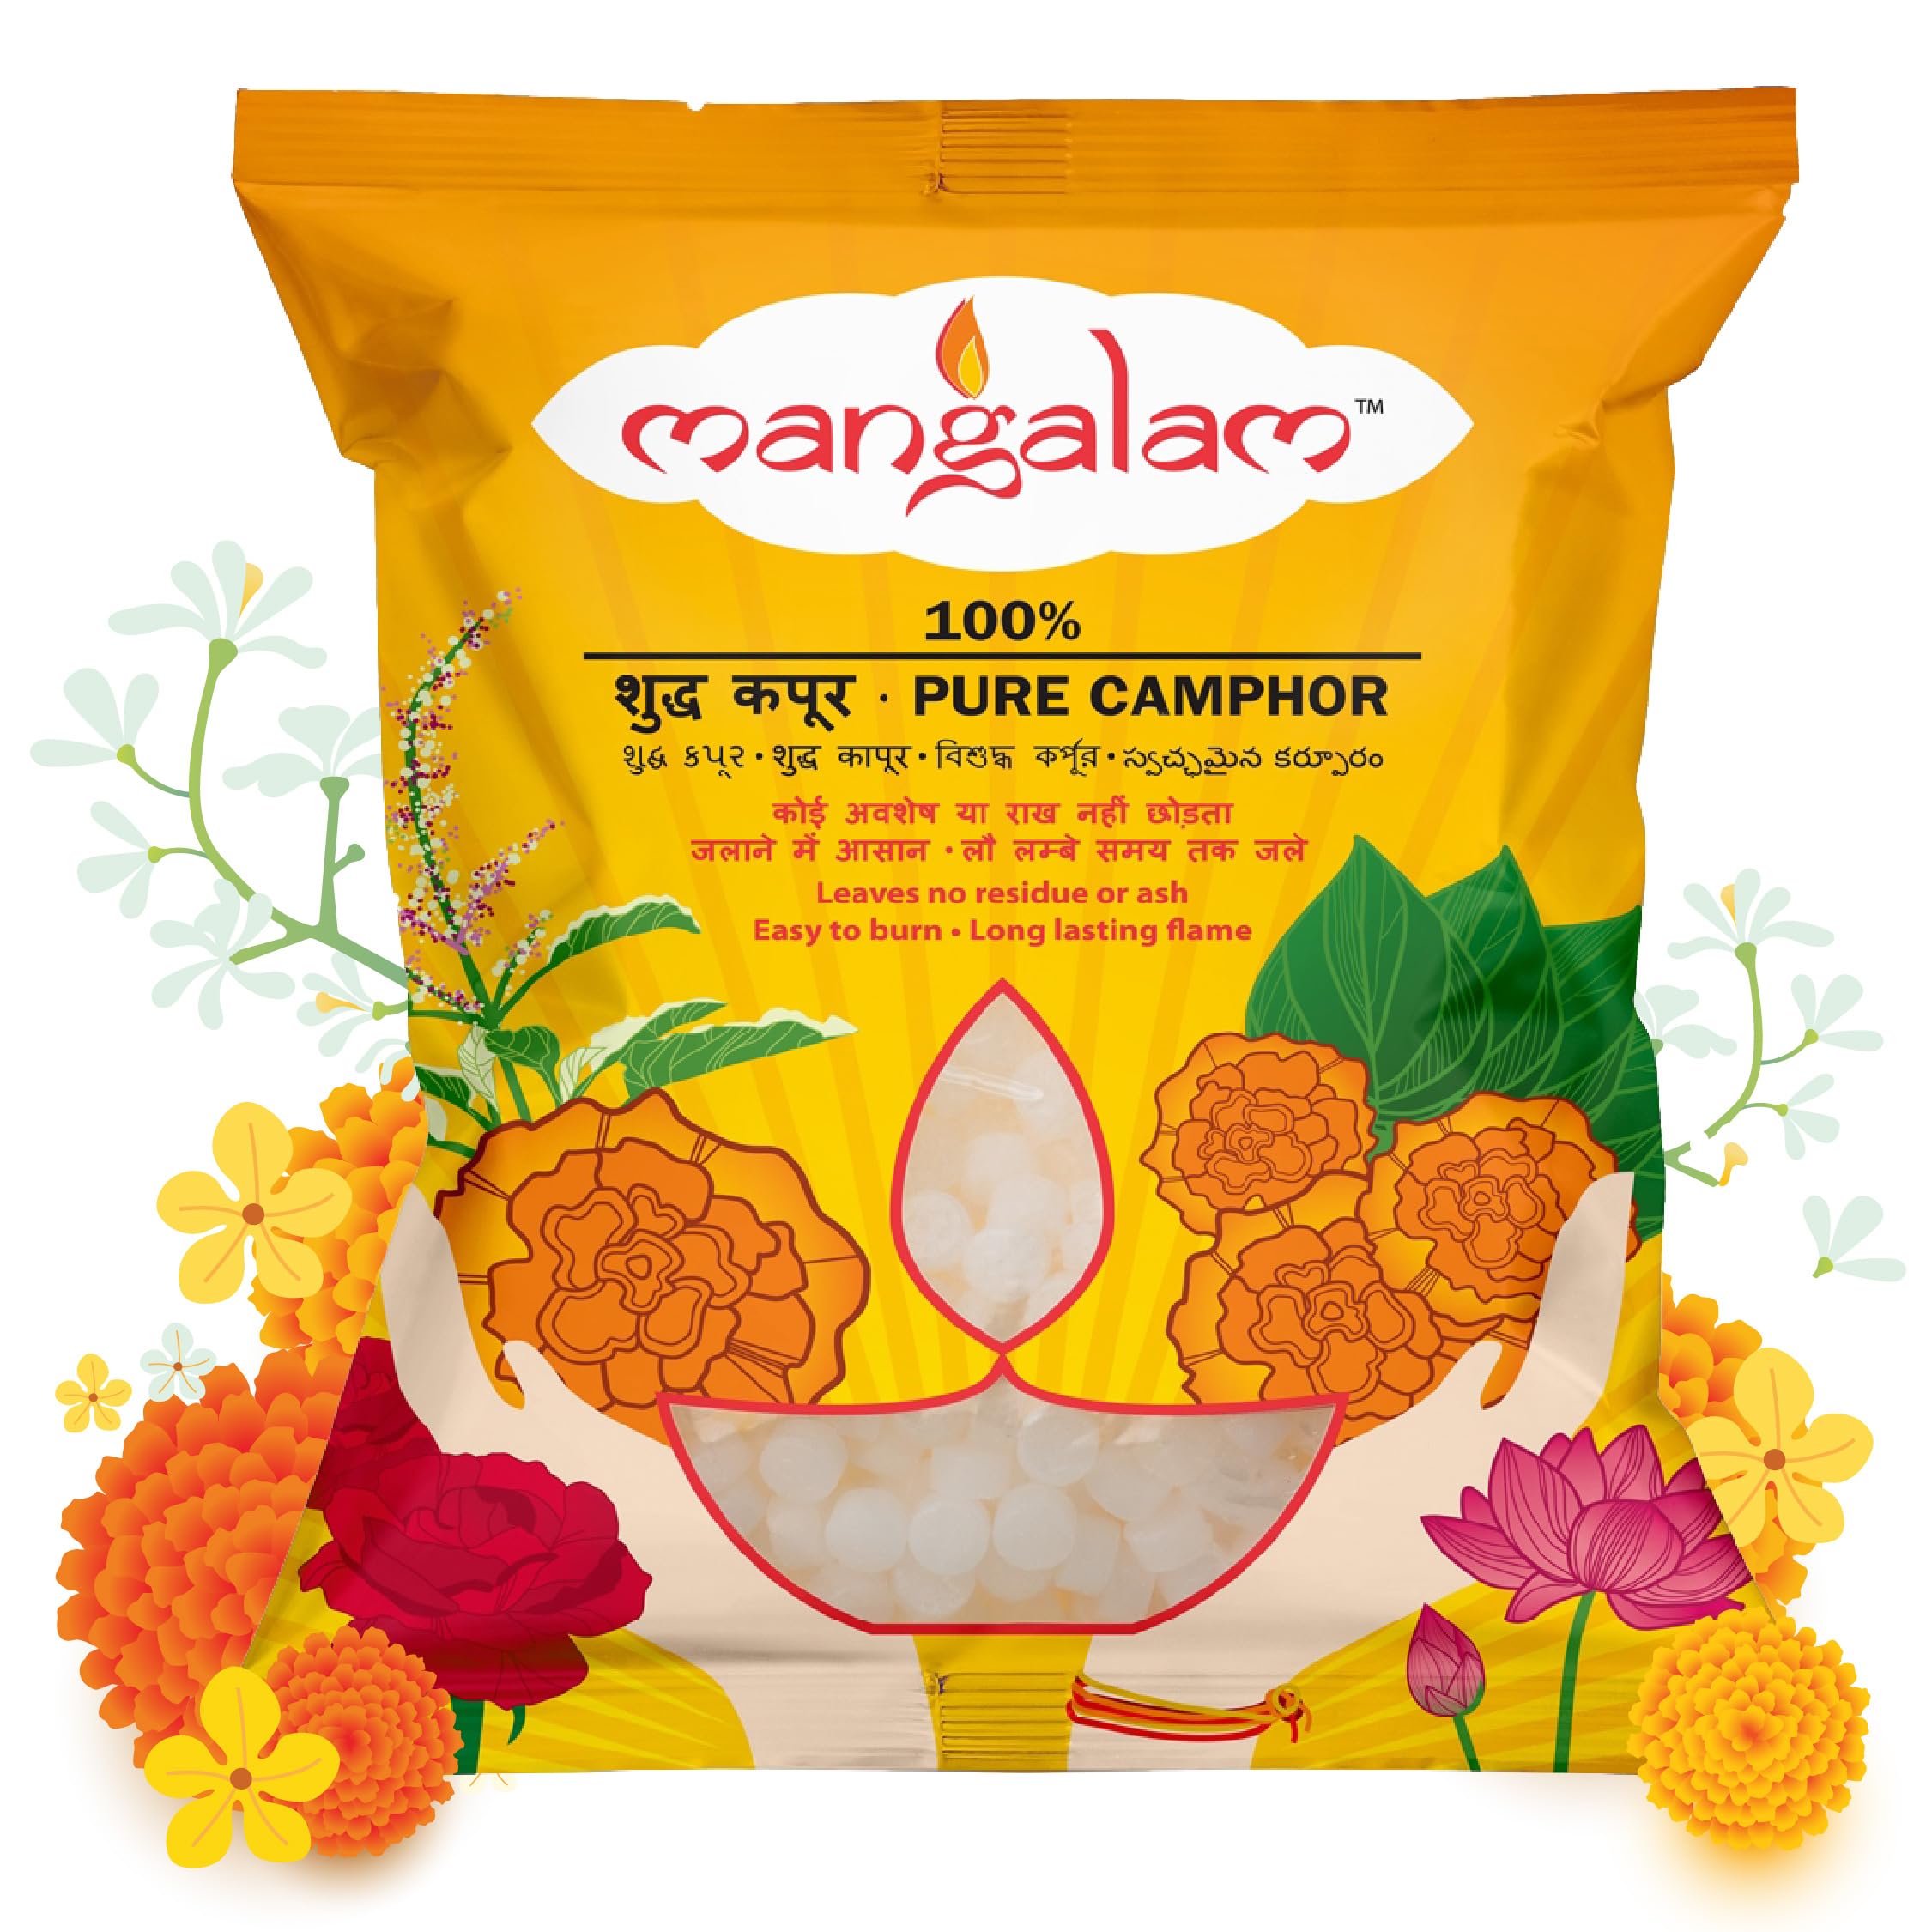 mangalam™
100%
शुद्ध कपूर · PURE CAMPHOR
શુદ્ધ કપૂર • शुद्ध कापूर • বিশুদ্ধ কর্পূর • స్వచ్ఛమైన కర్పూరం
कोई अवशेष या राख नहीं छोड़ता
जलाने में आसान • लौ लम्बे समय तक जले
Leaves no residue or ash
Easy to burn • Long lasting flame